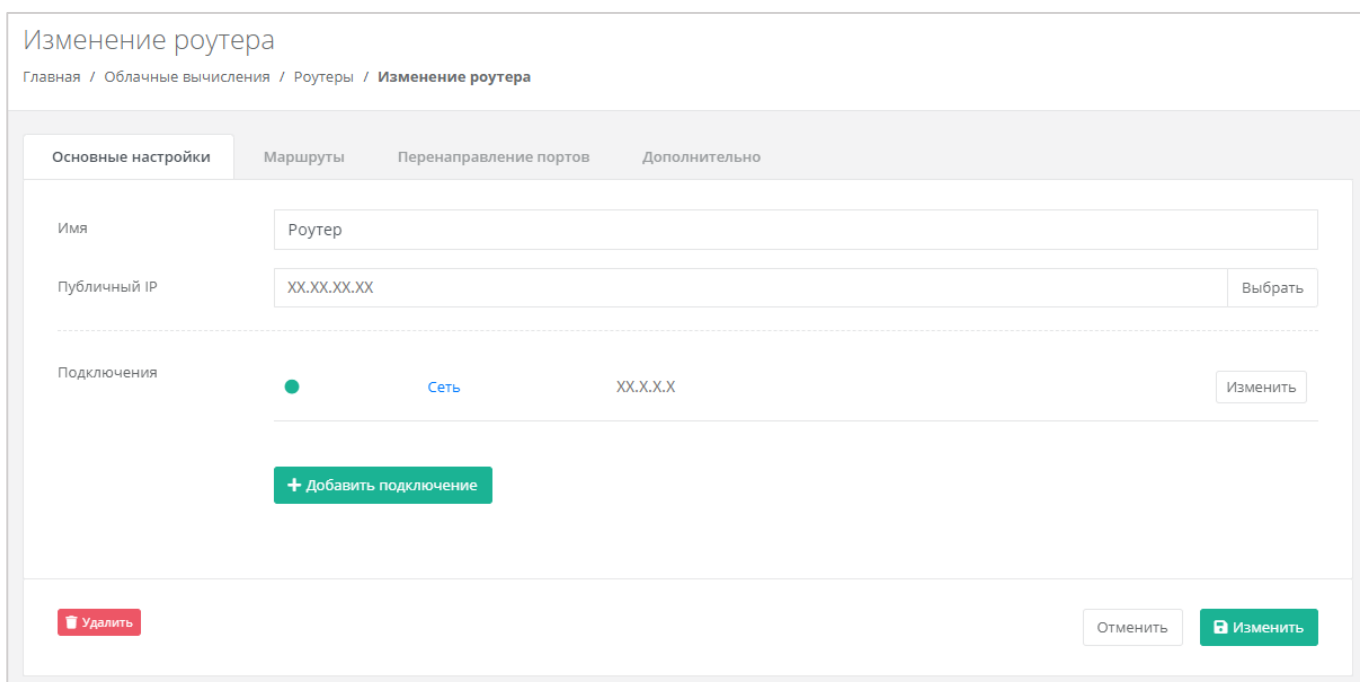 Изменение роутера
Главная / Облачные вычисления / Роутеры / Изменение роутера
Основные настройки Маршруты Перенаправление портов Дополнительно
Имя Роутер
Публичный IP XX.XX.XX.XX Выбрать
Подключения Сеть XX.X.X.X Изменить
+ Добавить подключение
Удалить Отменить Изменить